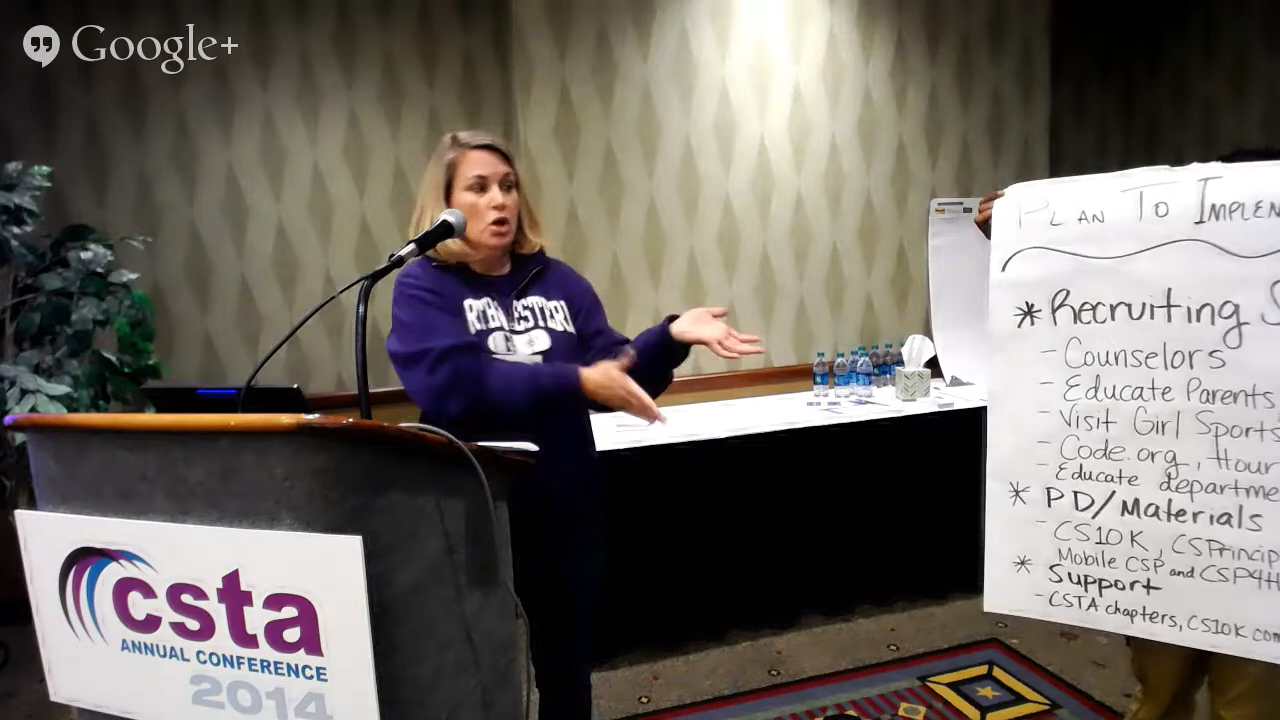 Google+
PLAN TO IMPLEN
* Recruiting S
- Counselors
- Educate Parents
- Visit Girl Sports
- Code.org, Hour
- Educate departme
* PD/Materials
- CS10K, CSPrincip
Mobile CSP and CSP4H
* Support
- CSTA chapters, CS10K com
csta
ANNUAL CONFERENCE
2014